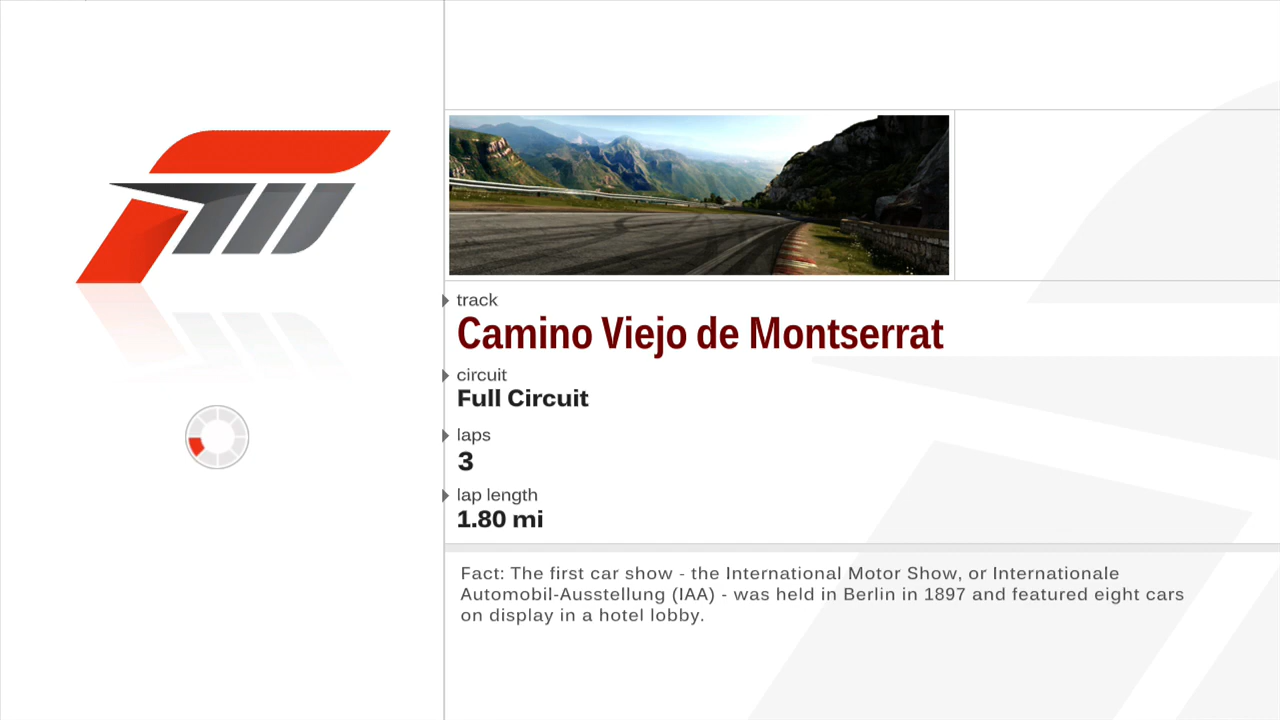 track
Camino Viejo de Montserrat
circuit
Full Circuit
laps
3
lap length
1.80 mi
Fact: The first car show - the International Motor Show, or Internationale
Automobil-Ausstellung (IAA) - was held in Berlin in 1897 and featured eight cars
on display in a hotel lobby.